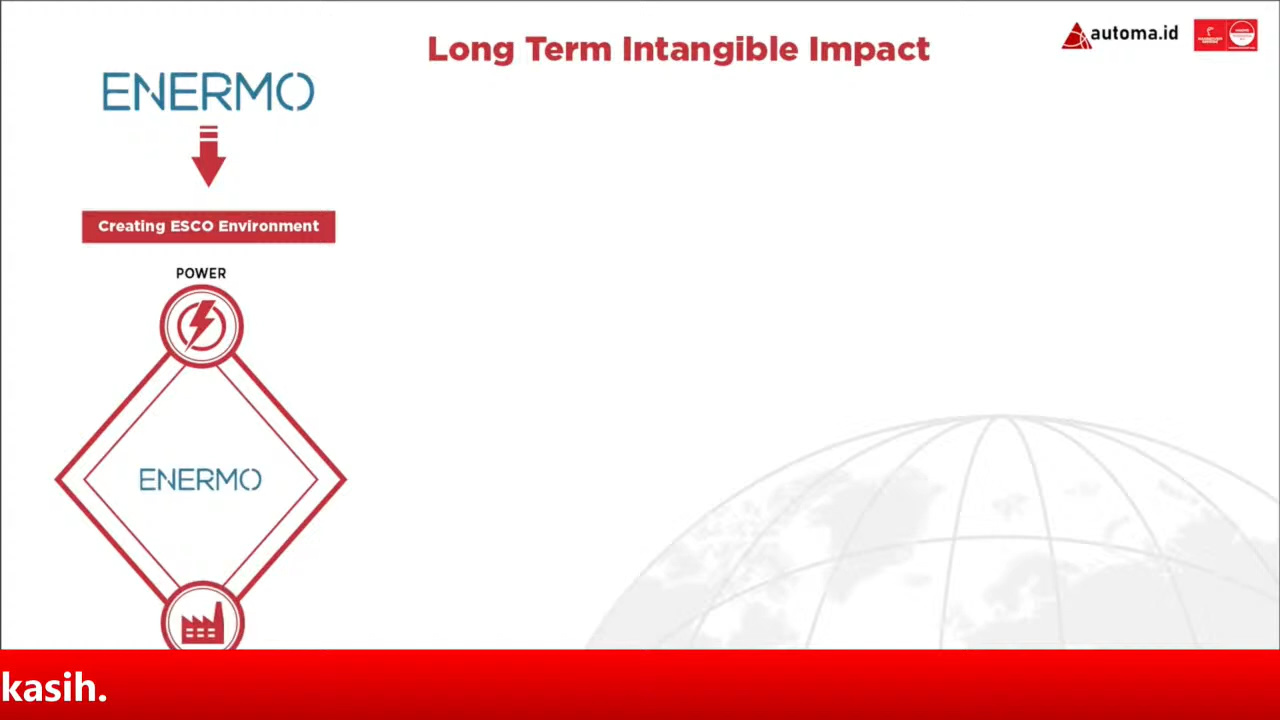 Long Term Intangible Impact
automa.id
ENERMO
Creating ESCO Environment
POWER
ENERMO
kasih.